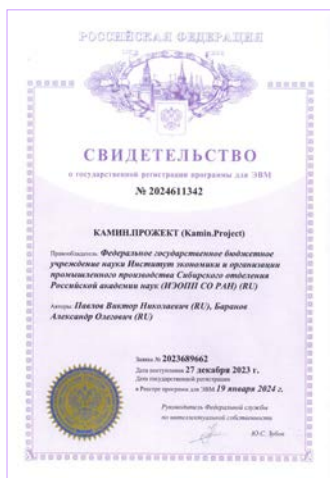 РОССИЙСКАЯ ФЕДЕРАЦИЯ
СВИДЕТЕЛЬСТВО
о государственной регистрации программы для ЭВМ
№ 2024611342
КАМИН.ПРОЖЕКТ (Kamin.Project)
Правообладатель: Федеральное государственное бюджетное
учреждение науки Институт экономики и организации
промышленного производства Сибирского отделения
Российской академии наук (ИЭОПП СО РАН) (RU)
Авторы: Павлов Виктор Николаевич (RU), Баранов
Александр Олегович (RU)
Заявка № 2023689662
Дата поступления 27 декабря 2023 г.
Дата государственной регистрации
в Реестре программ для ЭВМ 19 января 2024 г.
Руководитель Федеральной службы
по интеллектуальной собственности
Ю.С. Зубов